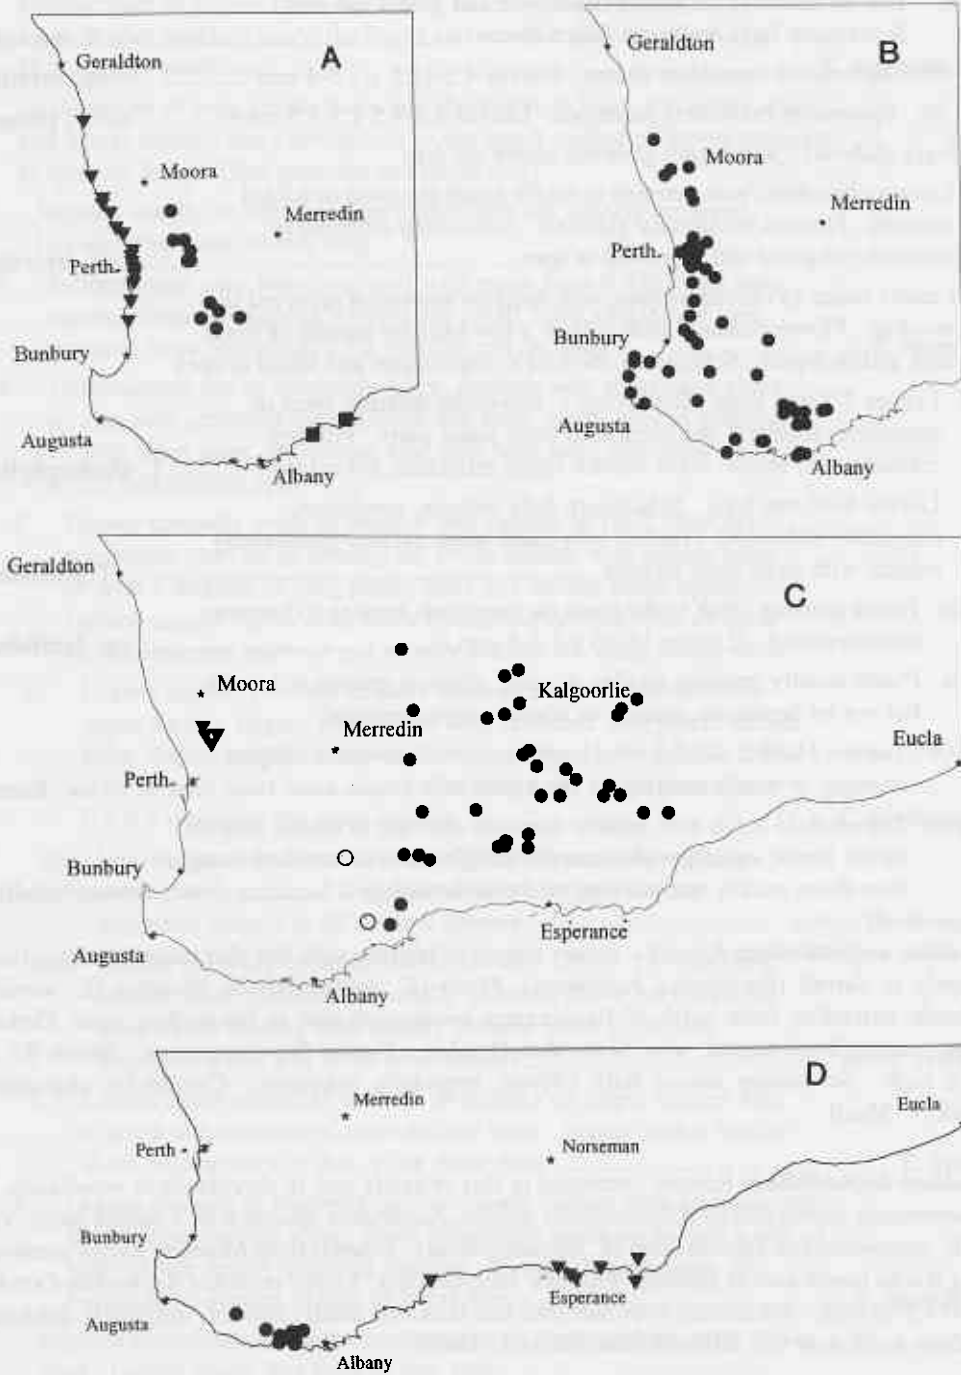 A
Geraldton
Moora
Merredin
Perth
Bunbury
Augusta
Albany
B
Geraldton
Moora
Merredin
Perth
Bunbury
Augusta
Albany
C
Geraldton
Moora
Kalgoorlie
Merredin
Eucla
Perth
Bunbury
Esperance
Augusta
Albany
D
Merredin
Eucla
Perth
Norseman
Bunbury
Esperance
Augusta
Albany